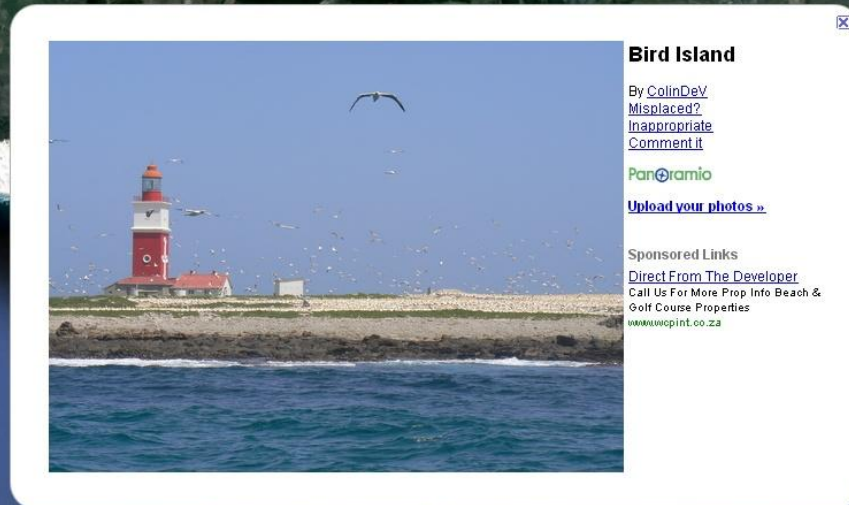 Bird Island
By ColinDeV
Misplaced?
Inappropriate
Comment it
Panoramio
Upload your photos »
Sponsored Links
Direct From The Developer
Call Us For More Prop Info Beach &
Golf Course Properties
www.wcpint.co.za